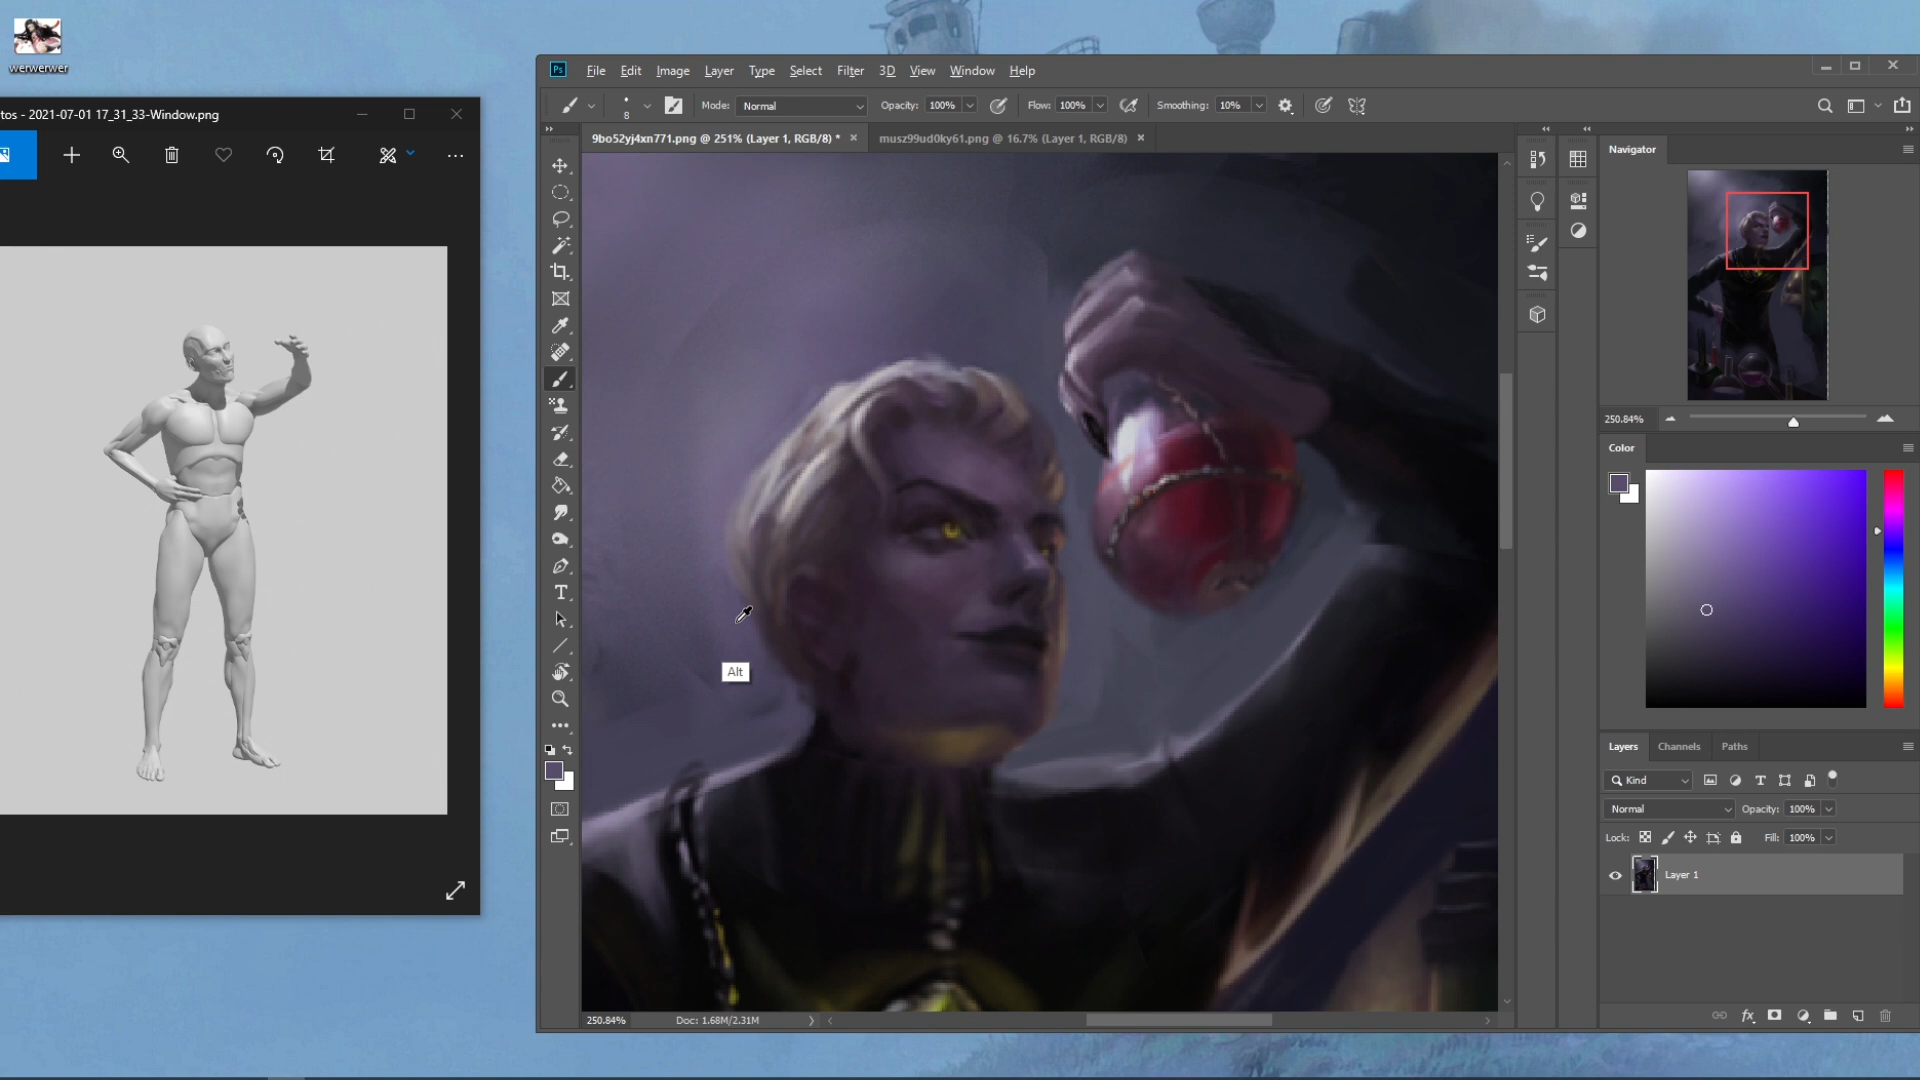 werwerwer
tos - 2021-07-01 17_31_33-Window.png
Ps File Edit Image Layer Type Select Filter 3D View Window Help
8 Mode: Normal Opacity: 100% Flow: 100% Smoothing: 10%
9bo52yj4xn771.png @ 251% (Layer 1, RGB/8) * musz99ud0ky61.png @ 16.7% (Layer 1, RGB/8)
Navigator
250.84%
Color
Alt
Layers Channels Paths
Kind
Normal Opacity: 100%
Lock: Fill: 100%
Layer 1
250.84% Doc: 1.68M/2.31M